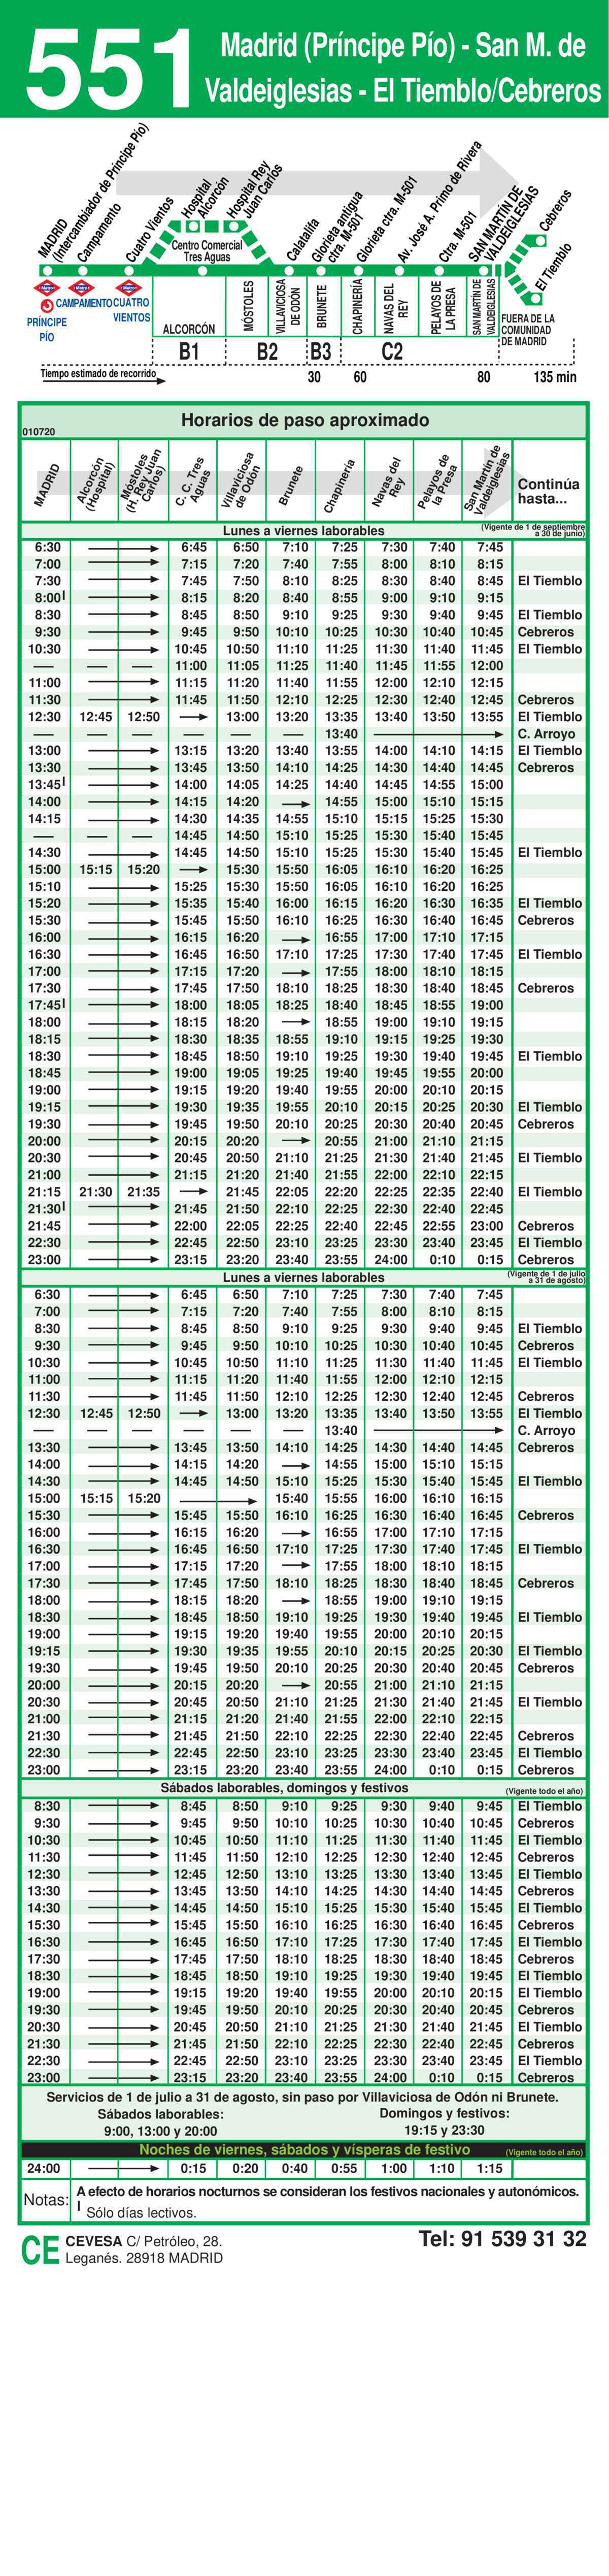 551
Madrid (Príncipe Pío) - San M. de
Valdeiglesias - El Tiemblo/Cebreros
MADRID
(Intercambiador de Príncipe Pío)
Campamento
Cuatro Vientos
Hospital
Alcorcón
Hospital Rey
Juan Carlos
Centro Comercial
Tres Aguas
Calatalifa
Glorieta antigua
ctra. M-501
Glorieta ctra. M-501
Av. José A. Primo de Rivera
Ctra. M-501
SAN MARTÍN DE
VALDEIGLESIAS
Cebreros
El Tiemblo
Metro Metro Metro
PRÍNCIPE
PÍO
CAMPAMENTO
CUATRO
VIENTOS
ALCORCÓN
MÓSTOLES
VILLAVICIOSA
DE ODÓN
BRUNETE
CHAPINERÍA
NAVAS DEL
REY
PELAYOS DE
LA PRESA
SAN MARTÍN DE
VALDEIGLESIAS
FUERA DE LA
COMUNIDAD
DE MADRID
B1 B2 B3 C2
Tiempo estimado de recorrido 30 60 80 135 min
Horarios de paso aproximado
010720
MADRID
Alcorcón
(Hospital)
Móstoles
(H. Rey Juan
Carlos)
C. C. Tres
Aguas
Villaviciosa
de Odón
Brunete
Chapinería
Navas del
Rey
Pelayos de
la Presa
San Martín de
Valdeiglesias
Continúa
hasta...
Lunes a viernes laborables (Vigente de 1 de septiembre
a 30 de junio)
6:30 → 6:45 6:50 7:10 7:25 7:30 7:40 7:45
7:00 → 7:15 7:20 7:40 7:55 8:00 8:10 8:15
7:30 → 7:45 7:50 8:10 8:25 8:30 8:40 8:45 El Tiemblo
8:00l → 8:15 8:20 8:40 8:55 9:00 9:10 9:15
8:30 → 8:45 8:50 9:10 9:25 9:30 9:40 9:45 El Tiemblo
9:30 → 9:45 9:50 10:10 10:25 10:30 10:40 10:45 Cebreros
10:30 → 10:45 10:50 11:10 11:25 11:30 11:40 11:45 El Tiemblo
— — — 11:00 11:05 11:25 11:40 11:45 11:55 12:00
11:00 → 11:15 11:20 11:40 11:55 12:00 12:10 12:15
11:30 → 11:45 11:50 12:10 12:25 12:30 12:40 12:45 Cebreros
12:30 12:45 12:50 → 13:00 13:20 13:35 13:40 13:50 13:55 El Tiemblo
— — — — — — 13:40 → C. Arroyo
13:00 → 13:15 13:20 13:40 13:55 14:00 14:10 14:15 El Tiemblo
13:30 → 13:45 13:50 14:10 14:25 14:30 14:40 14:45 Cebreros
13:45l → 14:00 14:05 14:25 14:40 14:45 14:55 15:00
14:00 → 14:15 14:20 → 14:55 15:00 15:10 15:15
14:15 → 14:30 14:35 14:55 15:10 15:15 15:25 15:30
— — — 14:45 14:50 15:10 15:25 15:30 15:40 15:45
14:30 → 14:45 14:50 15:10 15:25 15:30 15:40 15:45 El Tiemblo
15:00 15:15 15:20 → 15:30 15:50 16:05 16:10 16:20 16:25
15:10 → 15:25 15:30 15:50 16:05 16:10 16:20 16:25
15:20 → 15:35 15:40 16:00 16:15 16:20 16:30 16:35 El Tiemblo
15:30 → 15:45 15:50 16:10 16:25 16:30 16:40 16:45 Cebreros
16:00 → 16:15 16:20 → 16:55 17:00 17:10 17:15
16:30 → 16:45 16:50 17:10 17:25 17:30 17:40 17:45 El Tiemblo
17:00 → 17:15 17:20 → 17:55 18:00 18:10 18:15
17:30 → 17:45 17:50 18:10 18:25 18:30 18:40 18:45 Cebreros
17:45l → 18:00 18:05 18:25 18:40 18:45 18:55 19:00
18:00 → 18:15 18:20 → 18:55 19:00 19:10 19:15
18:15 → 18:30 18:35 18:55 19:10 19:15 19:25 19:30
18:30 → 18:45 18:50 19:10 19:25 19:30 19:40 19:45 El Tiemblo
18:45 → 19:00 19:05 19:25 19:40 19:45 19:55 20:00
19:00 → 19:15 19:20 19:40 19:55 20:00 20:10 20:15
19:15 → 19:30 19:35 19:55 20:10 20:15 20:25 20:30 El Tiemblo
19:30 → 19:45 19:50 20:10 20:25 20:30 20:40 20:45 Cebreros
20:00 → 20:15 20:20 → 20:55 21:00 21:10 21:15
20:30 → 20:45 20:50 21:10 21:25 21:30 21:40 21:45 El Tiemblo
21:00 → 21:15 21:20 21:40 21:55 22:00 22:10 22:15
21:15 21:30 21:35 → 21:45 22:05 22:20 22:25 22:35 22:40 El Tiemblo
21:30l → 21:45 21:50 22:10 22:25 22:30 22:40 22:45
21:45 → 22:00 22:05 22:25 22:40 22:45 22:55 23:00 Cebreros
22:30 → 22:45 22:50 23:10 23:25 23:30 23:40 23:45 El Tiemblo
23:00 → 23:15 23:20 23:40 23:55 24:00 0:10 0:15 Cebreros
Lunes a viernes laborables (Vigente de 1 de julio
a 31 de agosto)
6:30 → 6:45 6:50 7:10 7:25 7:30 7:40 7:45
7:00 → 7:15 7:20 7:40 7:55 8:00 8:10 8:15
8:30 → 8:45 8:50 9:10 9:25 9:30 9:40 9:45 El Tiemblo
9:30 → 9:45 9:50 10:10 10:25 10:30 10:40 10:45 Cebreros
10:30 → 10:45 10:50 11:10 11:25 11:30 11:40 11:45 El Tiemblo
11:00 → 11:15 11:20 11:40 11:55 12:00 12:10 12:15
11:30 → 11:45 11:50 12:10 12:25 12:30 12:40 12:45 Cebreros
12:30 12:45 12:50 → 13:00 13:20 13:35 13:40 13:50 13:55 El Tiemblo
— — — — — — 13:40 → C. Arroyo
13:30 → 13:45 13:50 14:10 14:25 14:30 14:40 14:45 Cebreros
14:00 → 14:15 14:20 → 14:55 15:00 15:10 15:15
14:30 → 14:45 14:50 15:10 15:25 15:30 15:40 15:45 El Tiemblo
15:00 15:15 15:20 → 15:40 15:55 16:00 16:10 16:15
15:30 → 15:45 15:50 16:10 16:25 16:30 16:40 16:45 Cebreros
16:00 → 16:15 16:20 → 16:55 17:00 17:10 17:15
16:30 → 16:45 16:50 17:10 17:25 17:30 17:40 17:45 El Tiemblo
17:00 → 17:15 17:20 → 17:55 18:00 18:10 18:15
17:30 → 17:45 17:50 18:10 18:25 18:30 18:40 18:45 Cebreros
18:00 → 18:15 18:20 → 18:55 19:00 19:10 19:15
18:30 → 18:45 18:50 19:10 19:25 19:30 19:40 19:45 El Tiemblo
19:00 → 19:15 19:20 19:40 19:55 20:00 20:10 20:15
19:15 → 19:30 19:35 19:55 20:10 20:15 20:25 20:30 El Tiemblo
19:30 → 19:45 19:50 20:10 20:25 20:30 20:40 20:45 Cebreros
20:00 → 20:15 20:20 → 20:55 21:00 21:10 21:15
20:30 → 20:45 20:50 21:10 21:25 21:30 21:40 21:45 El Tiemblo
21:00 → 21:15 21:20 21:40 21:55 22:00 22:10 22:15
21:30 → 21:45 21:50 22:10 22:25 22:30 22:40 22:45 Cebreros
22:30 → 22:45 22:50 23:10 23:25 23:30 23:40 23:45 El Tiemblo
23:00 → 23:15 23:20 23:40 23:55 24:00 0:10 0:15 Cebreros
Sábados laborables, domingos y festivos (Vigente todo el año)
8:30 → 8:45 8:50 9:10 9:25 9:30 9:40 9:45 El Tiemblo
9:30 → 9:45 9:50 10:10 10:25 10:30 10:40 10:45 Cebreros
10:30 → 10:45 10:50 11:10 11:25 11:30 11:40 11:45 El Tiemblo
11:30 → 11:45 11:50 12:10 12:25 12:30 12:40 12:45 Cebreros
12:30 → 12:45 12:50 13:10 13:25 13:30 13:40 13:45 El Tiemblo
13:30 → 13:45 13:50 14:10 14:25 14:30 14:40 14:45 Cebreros
14:30 → 14:45 14:50 15:10 15:25 15:30 15:40 15:45 El Tiemblo
15:30 → 15:45 15:50 16:10 16:25 16:30 16:40 16:45 Cebreros
16:30 → 16:45 16:50 17:10 17:25 17:30 17:40 17:45 El Tiemblo
17:30 → 17:45 17:50 18:10 18:25 18:30 18:40 18:45 Cebreros
18:30 → 18:45 18:50 19:10 19:25 19:30 19:40 19:45 El Tiemblo
19:00 → 19:15 19:20 19:40 19:55 20:00 20:10 20:15 El Tiemblo
19:30 → 19:45 19:50 20:10 20:25 20:30 20:40 20:45 Cebreros
20:30 → 20:45 20:50 21:10 21:25 21:30 21:40 21:45 El Tiemblo
21:30 → 21:45 21:50 22:10 22:25 22:30 22:40 22:45 Cebreros
22:30 → 22:45 22:50 23:10 23:25 23:30 23:40 23:45 El Tiemblo
23:00 → 23:15 23:20 23:40 23:55 24:00 0:10 0:15 Cebreros
Servicios de 1 de julio a 31 de agosto, sin paso por Villaviciosa de Odón ni Brunete.
Sábados laborables: Domingos y festivos:
9:00, 13:00 y 20:00 19:15 y 23:30
Noches de viernes, sábados y vísperas de festivo (Vigente todo el año)
24:00 → 0:15 0:20 0:40 0:55 1:00 1:10 1:15
Notas: A efecto de horarios nocturnos se consideran los festivos nacionales y autonómicos.
l Sólo días lectivos.
CE CEVESA C/ Petróleo, 28.
Leganés. 28918 MADRID
Tel: 91 539 31 32